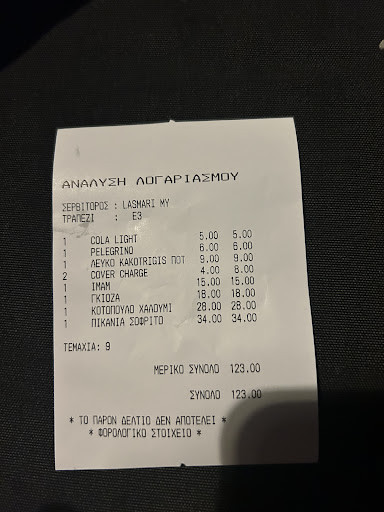 ΑΝΑΛΥΣΗ ΛΟΓΑΡΙΑΣΜΟΥ
ΣΕΡΒΙΤΟΡΟΣ : LASMARI MY
ΤΡΑΠΕΖΙ : E3
1 COLA LIGHT 5.00 5.00
1 PELEGRINO 6.00 6.00
1 ΛΕΥΚΟ KAKOTRIGIS ΠΟΤ 9.00 9.00
2 COVER CHARGE 4.00 8.00
1 ΙΜΑΜ 15.00 15.00
1 ΓΚΙΟΖΑ 18.00 18.00
1 ΚΟΤΟΠΟΥΛΟ ΧΑΛΟΥΜΙ 28.00 28.00
1 ΠΙΚΑΝΙΑ ΣΟΦΡΙΤΟ 34.00 34.00
ΤΕΜΑΧΙΑ: 9
ΜΕΡΙΚΟ ΣΥΝΟΛΟ 123.00
ΣΥΝΟΛΟ 123.00
* ΤΟ ΠΑΡΟΝ ΔΕΛΤΙΟ ΔΕΝ ΑΠΟΤΕΛΕΙ *
* ΦΟΡΟΛΟΓΙΚΟ ΣΤΟΙΧΕΙΟ *